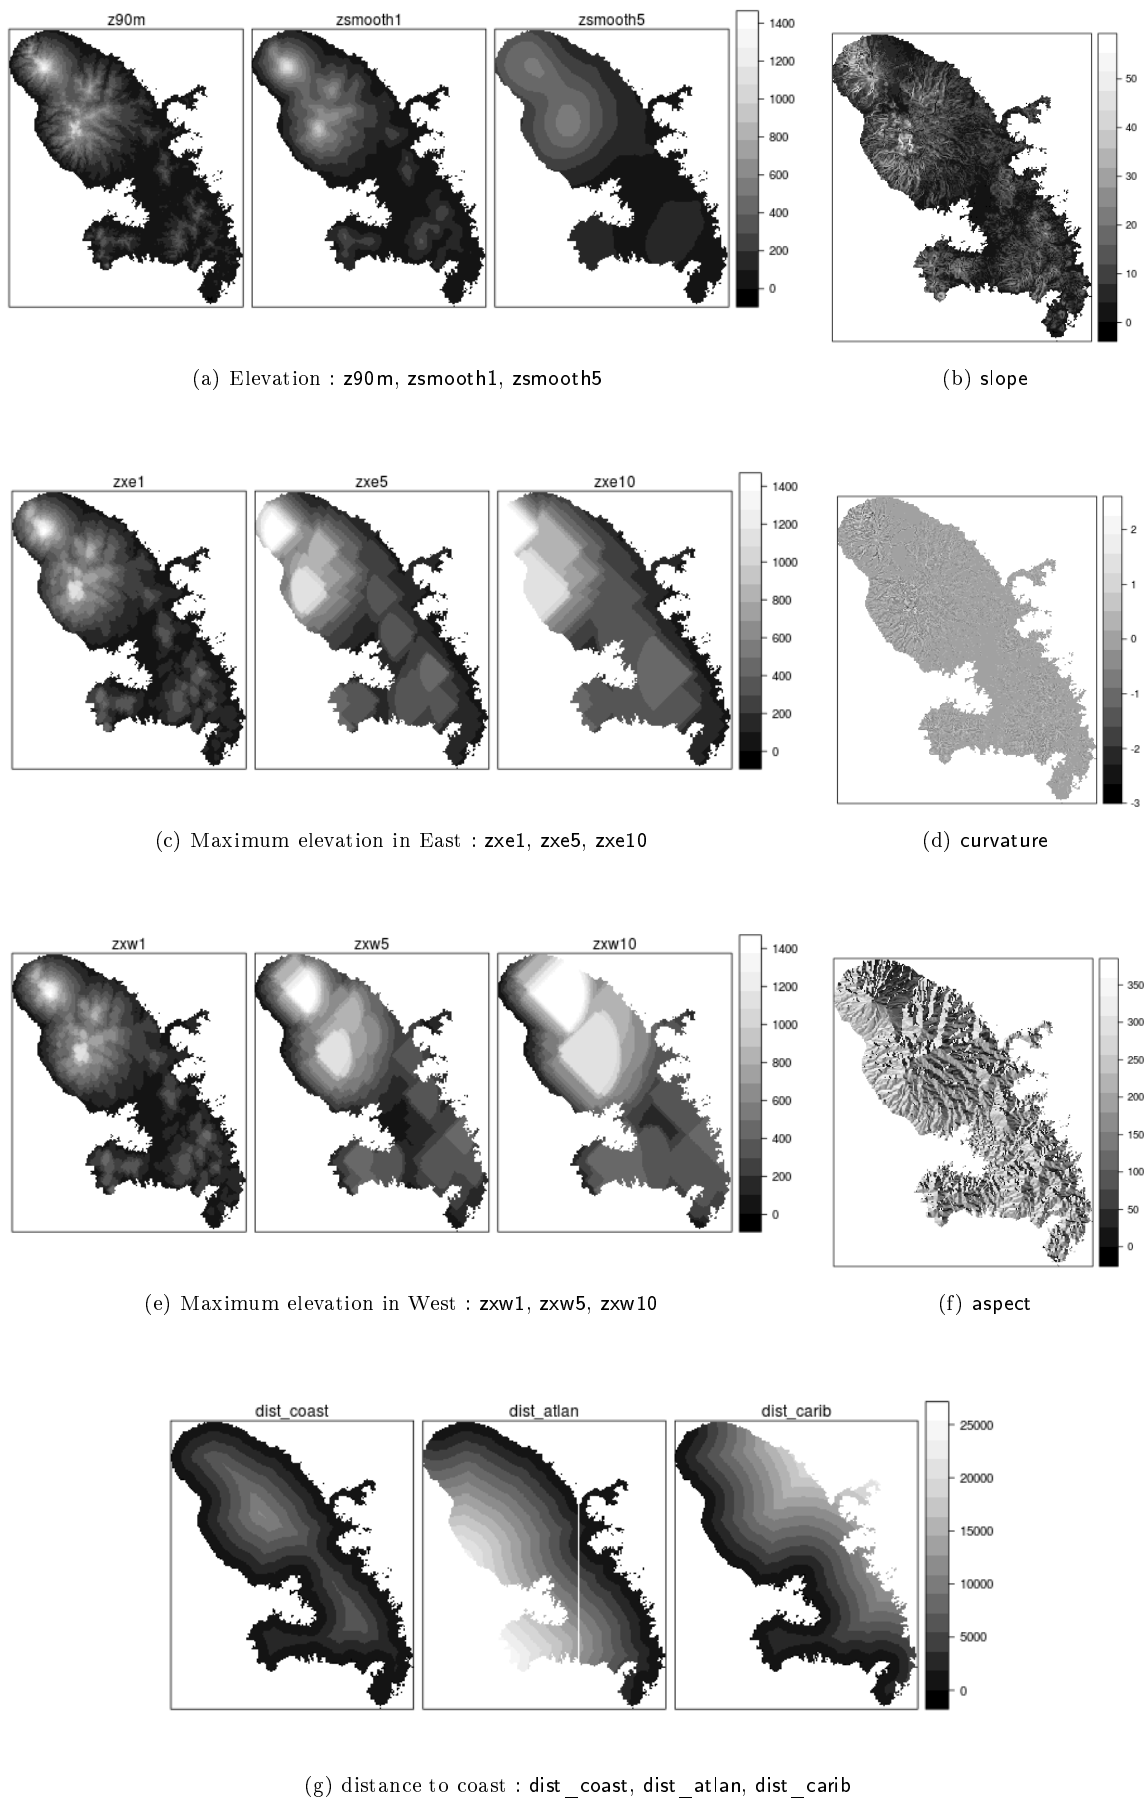 z90m
zsmooth1
zsmooth5
1400
1200
1000
800
600
400
200
0
50
40
30
20
10
0
(a) Elevation : z90m, zsmooth1, zsmooth5
(b) slope
zxe1
zxe5
zxe10
1400
1200
1000
800
600
400
200
0
2
1
0
-1
-2
-3
(c) Maximum elevation in East : zxe1, zxe5, zxe10
(d) curvature
zxw1
zxw5
zxw10
1400
1200
1000
800
600
400
200
0
350
300
250
200
150
100
50
0
(e) Maximum elevation in West : zxw1, zxw5, zxw10
(f) aspect
dist_coast
dist_atlan
dist_carib
25000
20000
15000
10000
5000
0
(g) distance to coast : dist_coast, dist_atlan, dist_carib